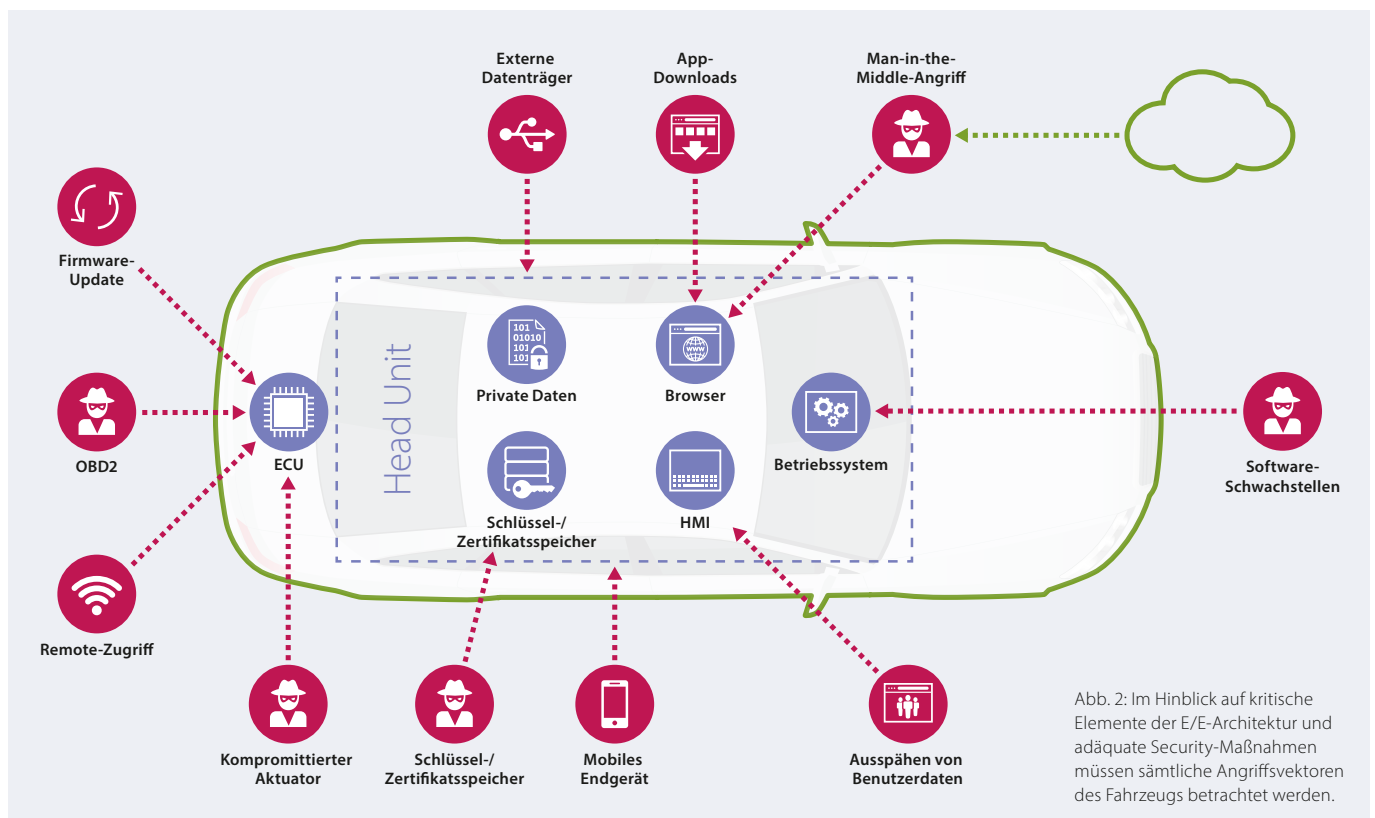 Externe
Datenträger
App-
Downloads
Man-in-the-
Middle-Angriff
Firmware-
Update
OBD2
Remote-Zugriff
ECU
Head Unit
101
01010
101
101
Private Daten
www
Browser
Betriebssystem
Schlüssel-/
Zertifikatsspeicher
HMI
Software-
Schwachstellen
Kompromittierter
Aktuator
Schlüssel-/
Zertifikatsspeicher
Mobiles
Endgerät
Ausspähen von
Benutzerdaten
Abb. 2: Im Hinblick auf kritische
Elemente der E/E-Architektur und
adäquate Security-Maßnahmen
müssen sämtliche Angriffsvektoren
des Fahrzeugs betrachtet werden.